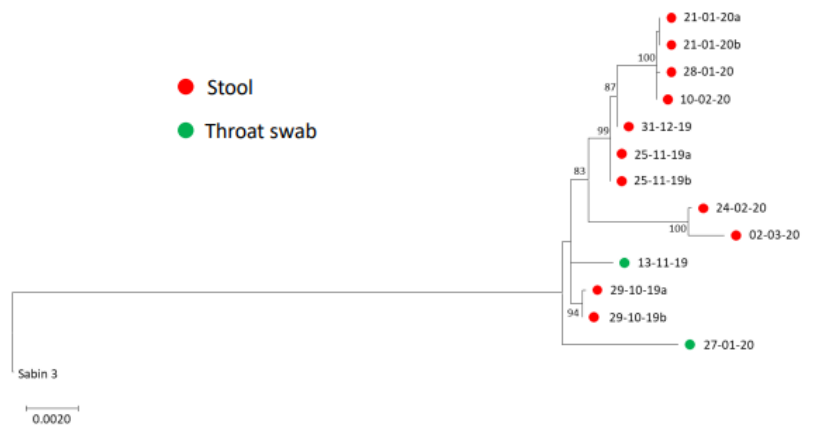 21-01-20a
21-01-20b
100
28-01-20
Stool
87
10-02-20
Throat swab
99
31-12-19
25-11-19a
83
25-11-19b
24-02-20
100
02-03-20
13-11-19
29-10-19a
94
29-10-19b
27-01-20
Sabin 3
0.0020